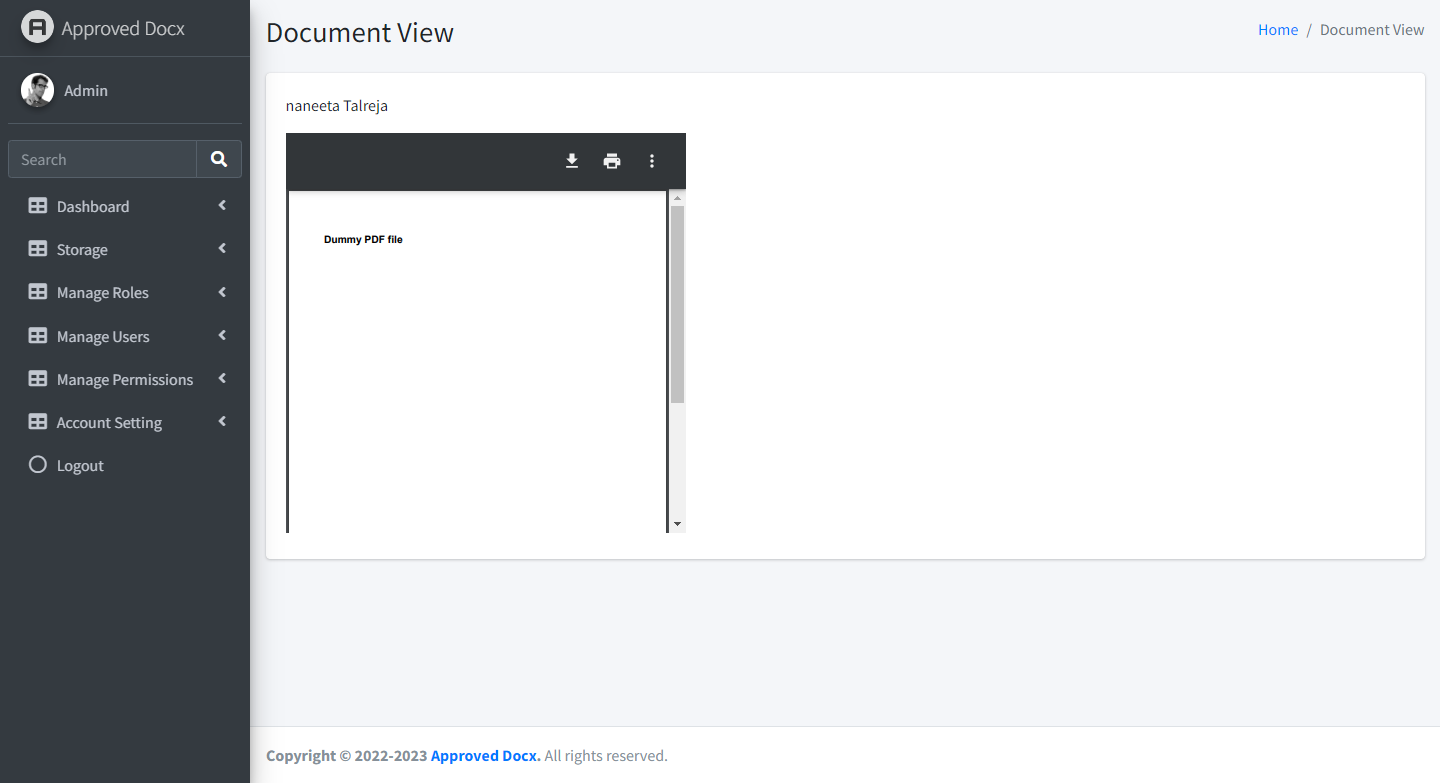 Approved Docx
Admin
Search
Dashboard
Storage
Manage Roles
Manage Users
Manage Permissions
Account Setting
Logout
Document View
Home / Document View
naneeta Talreja
Dummy PDF file
Copyright © 2022-2023 Approved Docx. All rights reserved.